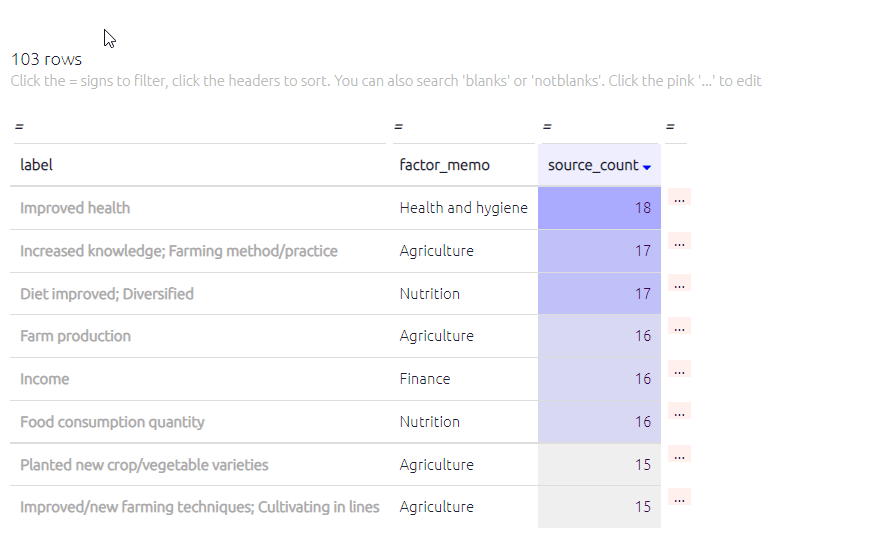 103 rows
Click the = signs to filter, click the headers to sort. You can also search 'blanks' or 'notblanks'. Click the pink '...' to edit
= = = =
label factor_memo source_count
Improved health Health and hygiene 18 ...
Increased knowledge; Farming method/practice Agriculture 17 ...
Diet improved; Diversified Nutrition 17 ...
Farm production Agriculture 16 ...
Income Finance 16 ...
Food consumption quantity Nutrition 16 ...
Planted new crop/vegetable varieties Agriculture 15 ...
Improved/new farming techniques; Cultivating in lines Agriculture 15 ...